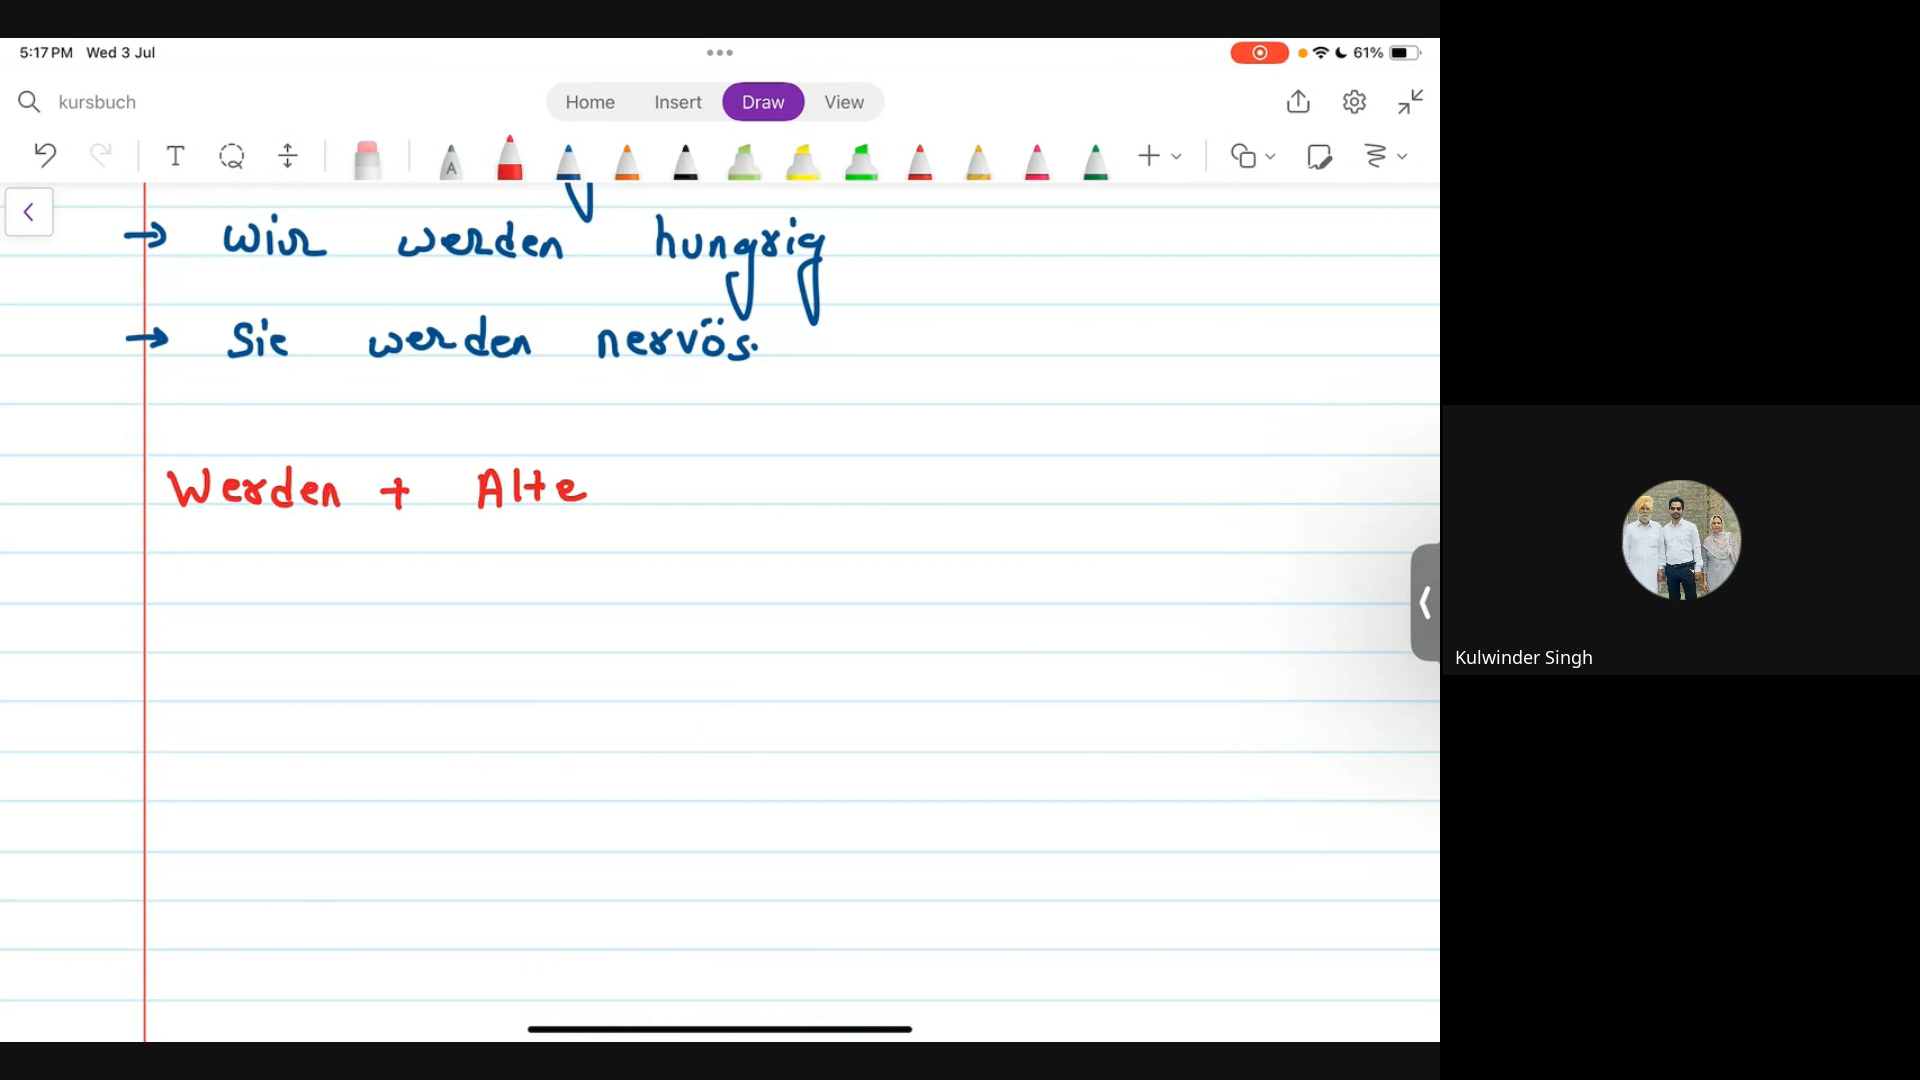 5:17 PM Wed 3 Jul
61%
kursbuch
Home Insert Draw View
T
A
→ Wir werden hungrig
→ Sie werden nervös.
Werden + Alte
Kulwinder Singh